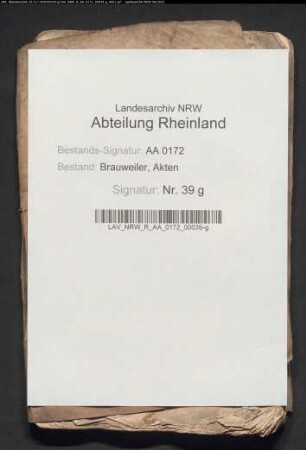 Landesarchiv NRW
Abteilung Rheinland
Bestands-Signatur: AA 0172
Bestand: Brauweiler, Akten
Signatur: Nr. 39 g
LAV_NRW_R_AA_0172_00039-g